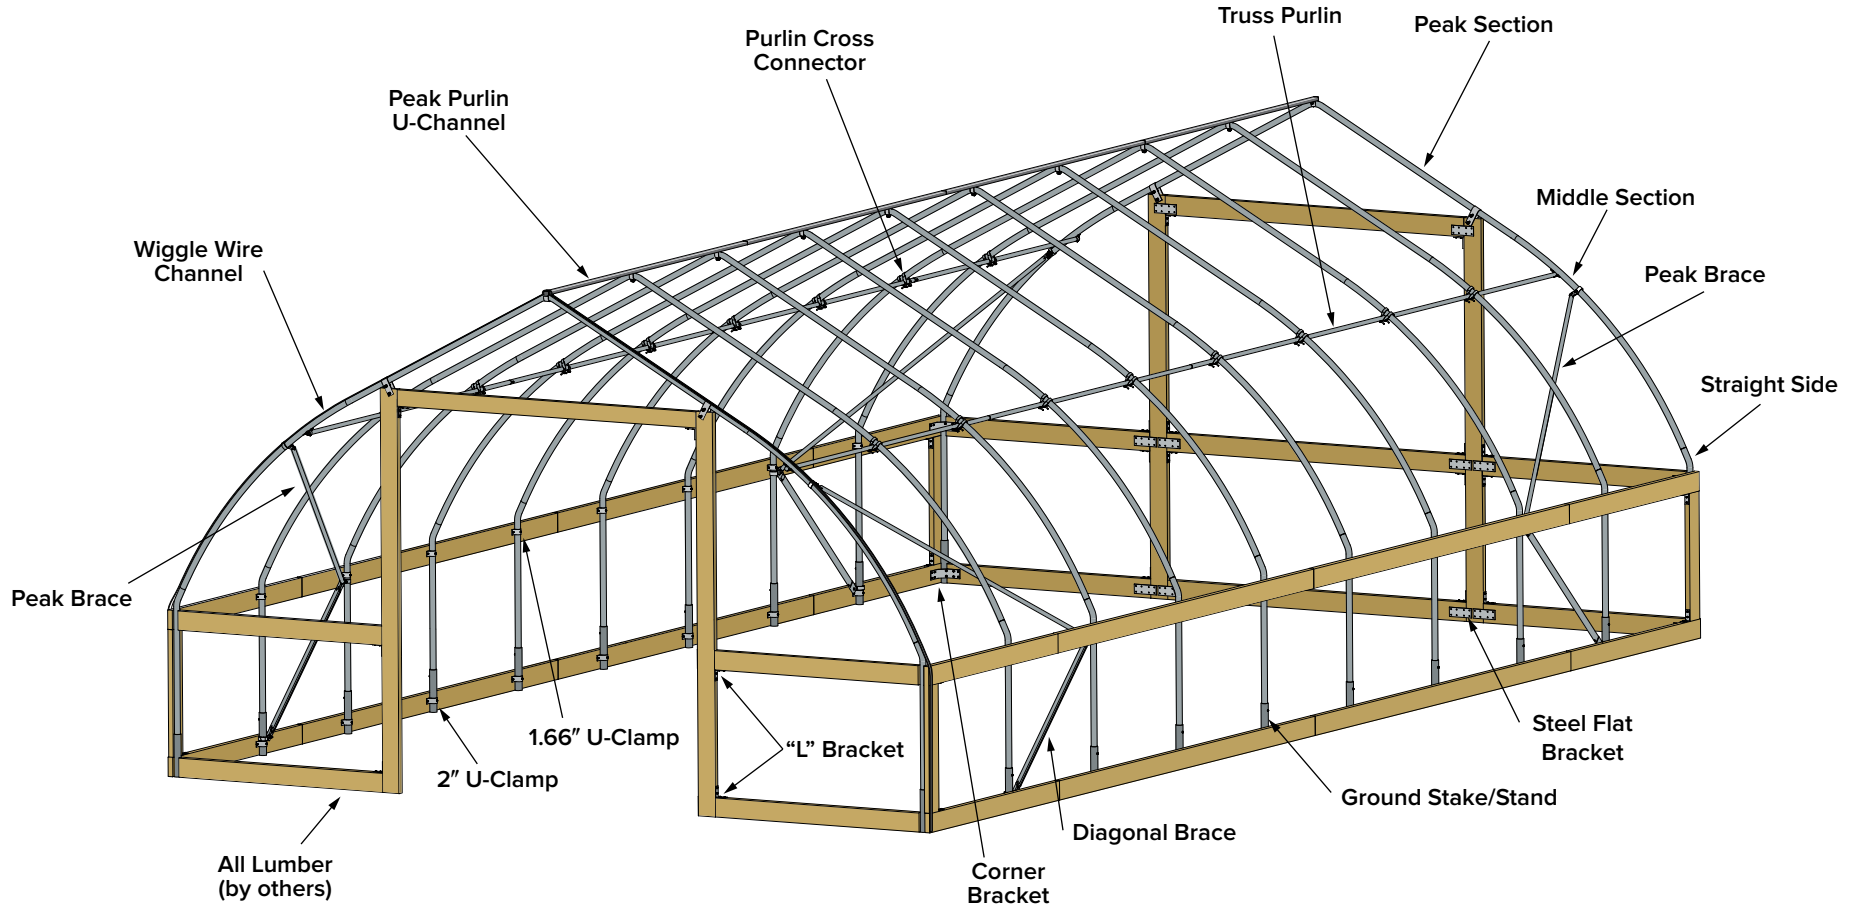 Truss Purlin
Peak Section
Purlin Cross
Connector
Peak Purlin
U-Channel
Middle Section
Wiggle Wire
Channel
Peak Brace
Straight Side
Peak Brace
1.66″ U-Clamp
2″ U-Clamp
“L” Bracket
Steel Flat
Bracket
Ground Stake/Stand
Diagonal Brace
All Lumber
(by others)
Corner
Bracket